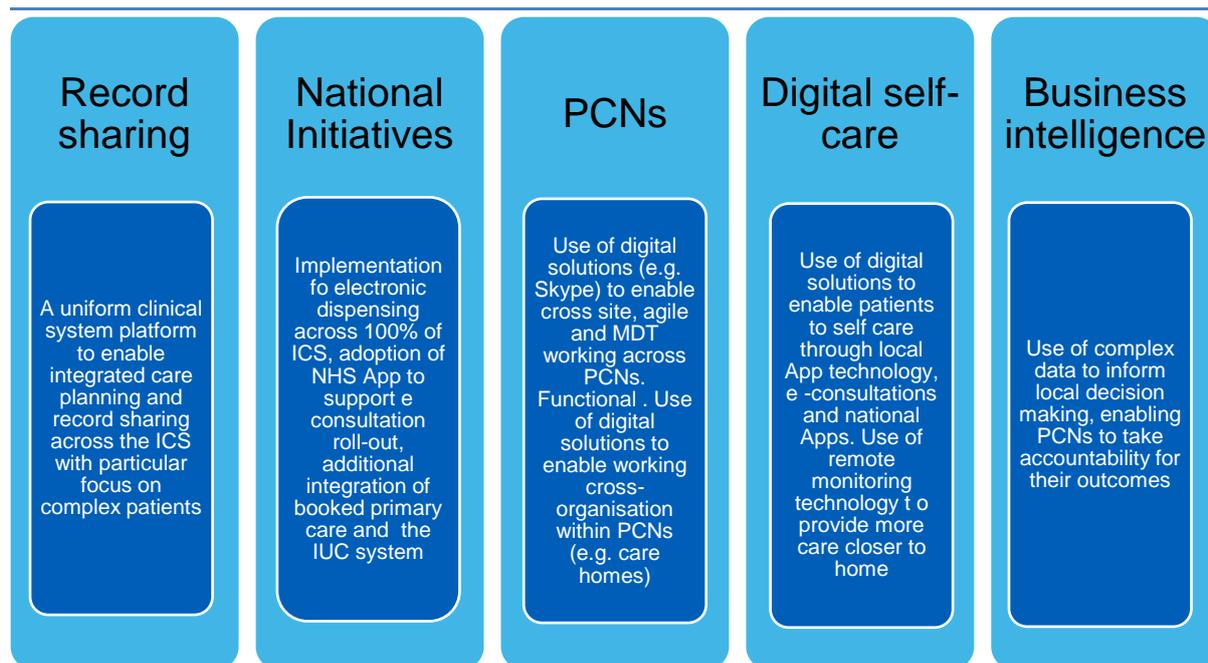 Record
sharing
A uniform clinical
system platform
to enable
integrated care
planning and
record sharing
across the ICS
with particular
focus on
complex patients
National
Initiatives
Implementation
fo electronic
dispensing
across 100% of
ICS, adoption of
NHS App to
support e
consultation
roll-out,
additional
integration of
booked primary
care and  the
IUC system
PCNs
Use of digital
solutions (e.g.
Skype) to enable
cross site, agile
and MDT
working across
PCNs.
Functional . Use
of digital
solutions to
enable working
cross-
organisation
within PCNs
(e.g. care
homes)
Digital self-
care
Use of digital
solutions to
enable patients
to self care
through local
App technology,
e -consultations
and national
Apps. Use of
remote
monitoring
technology t o
provide more
care closer to
home
Business
intelligence
Use of complex
data to inform
local decision
making, enabling
PCNs to take
accountability for
their outcomes